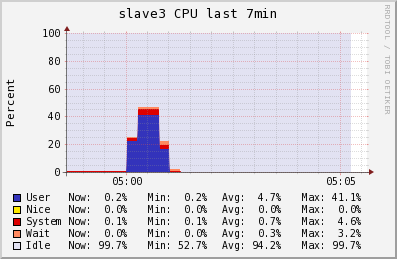 slave3 CPU last 7min
RRDTOOL / TOBI OETIKER
Percent
100
80
60
40
20
0
05:00 05:05
User Now: 0.2% Min: 0.2% Avg: 4.7% Max: 41.1%
Nice Now: 0.0% Min: 0.0% Avg: 0.0% Max: 0.0%
System Now: 0.1% Min: 0.1% Avg: 0.7% Max: 4.6%
Wait Now: 0.0% Min: 0.0% Avg: 0.3% Max: 3.2%
Idle Now: 99.7% Min: 52.7% Avg: 94.2% Max: 99.7%